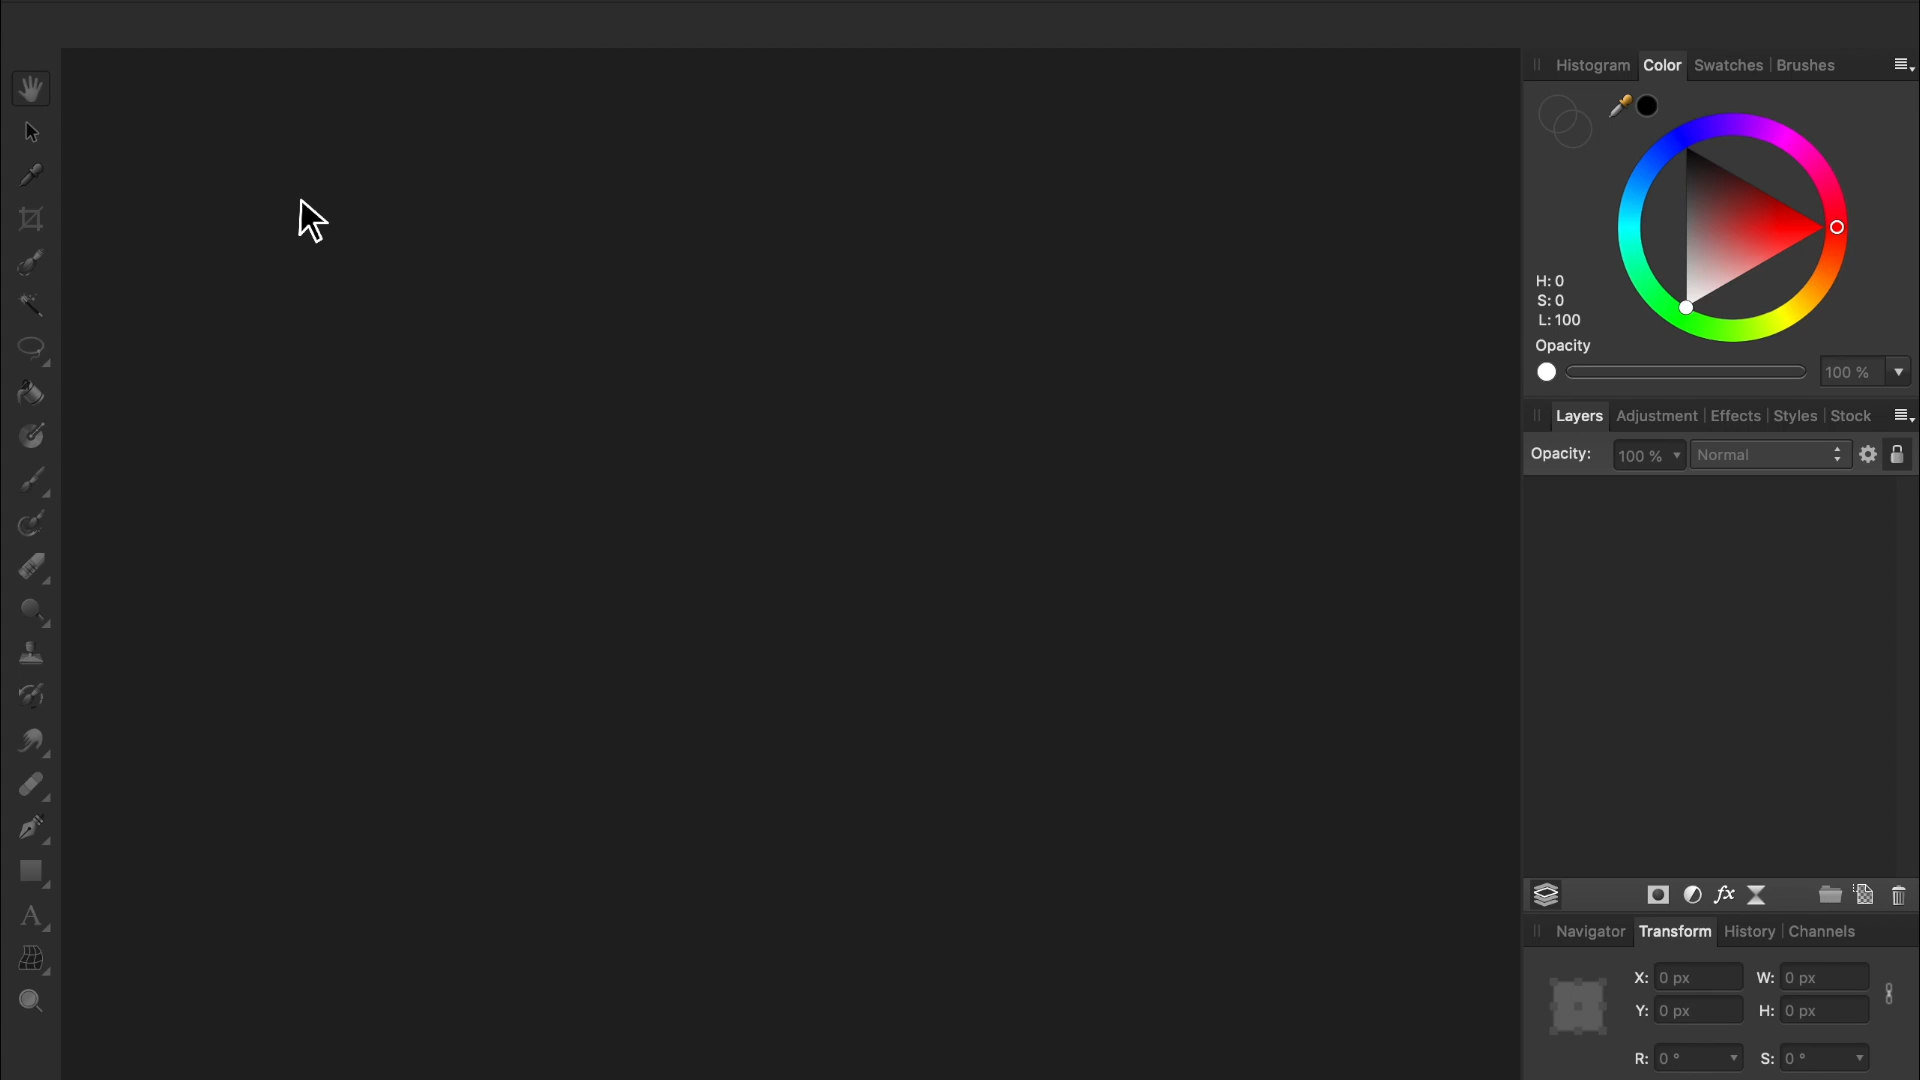 Histogram Color Swatches Brushes
H: 0
S: 0
L: 100
Opacity
100 %
Layers Adjustment Effects Styles Stock
Opacity: 100 % Normal
fx
Navigator Transform History Channels
X: 0 px W: 0 px
Y: 0 px H: 0 px
R: 0 ° S: 0 °